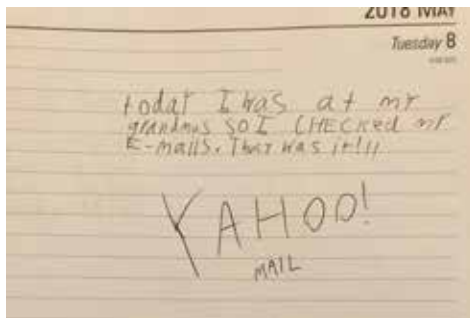 2018 MAY
Tuesday 8
todat I was at my
grandmas SO I CHECKed my
E-mails. That was it!!!
YAHOO!
MAIL